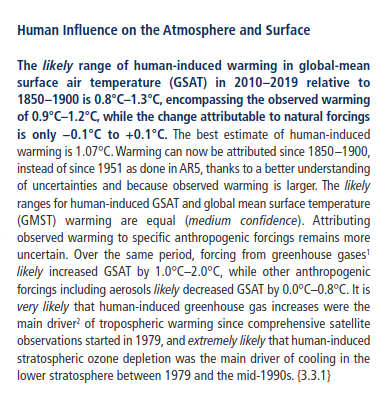 Human Influence on the Atmosphere and Surface
The likely range of human-induced warming in global-mean
surface air temperature (GSAT) in 2010–2019 relative to
1850–1900 is 0.8°C–1.3°C, encompassing the observed warming
of 0.9°C–1.2°C, while the change attributable to natural forcings
is only –0.1°C to +0.1°C. The best estimate of human-induced
warming is 1.07°C. Warming can now be attributed since 1850–1900,
instead of since 1951 as done in AR5, thanks to a better understanding
of uncertainties and because observed warming is larger. The likely
ranges for human-induced GSAT and global mean surface temperature
(GMST) warming are equal (medium confidence). Attributing
observed warming to specific anthropogenic forcings remains more
uncertain. Over the same period, forcing from greenhouse gases¹
likely increased GSAT by 1.0°C–2.0°C, while other anthropogenic
forcings including aerosols likely decreased GSAT by 0.0°C–0.8°C. It is
very likely that human-induced greenhouse gas increases were the
main driver² of tropospheric warming since comprehensive satellite
observations started in 1979, and extremely likely that human-induced
stratospheric ozone depletion was the main driver of cooling in the
lower stratosphere between 1979 and the mid-1990s. {3.3.1}